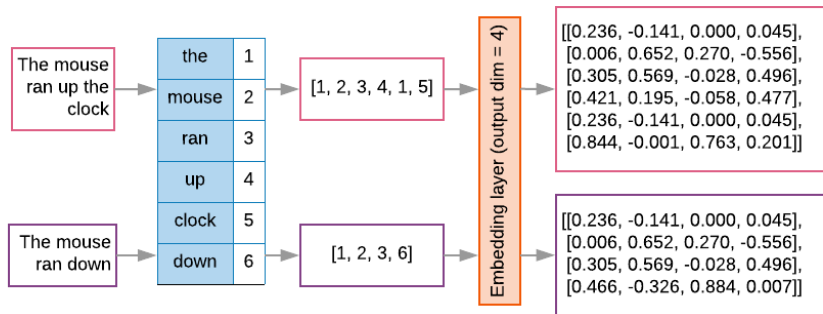 The mouse
ran up the
clock
the 1
mouse 2
ran 3
up 4
clock 5
down 6
[1, 2, 3, 4, 1, 5]
Embedding layer (output dim = 4)
[[0.236, -0.141, 0.000, 0.045],
[0.006, 0.652, 0.270, -0.556],
[0.305, 0.569, -0.028, 0.496],
[0.421, 0.195, -0.058, 0.477],
[0.236, -0.141, 0.000, 0.045],
[0.844, -0.001, 0.763, 0.201]]
The mouse
ran down
[1, 2, 3, 6]
[[0.236, -0.141, 0.000, 0.045],
[0.006, 0.652, 0.270, -0.556],
[0.305, 0.569, -0.028, 0.496],
[0.466, -0.326, 0.884, 0.007]]